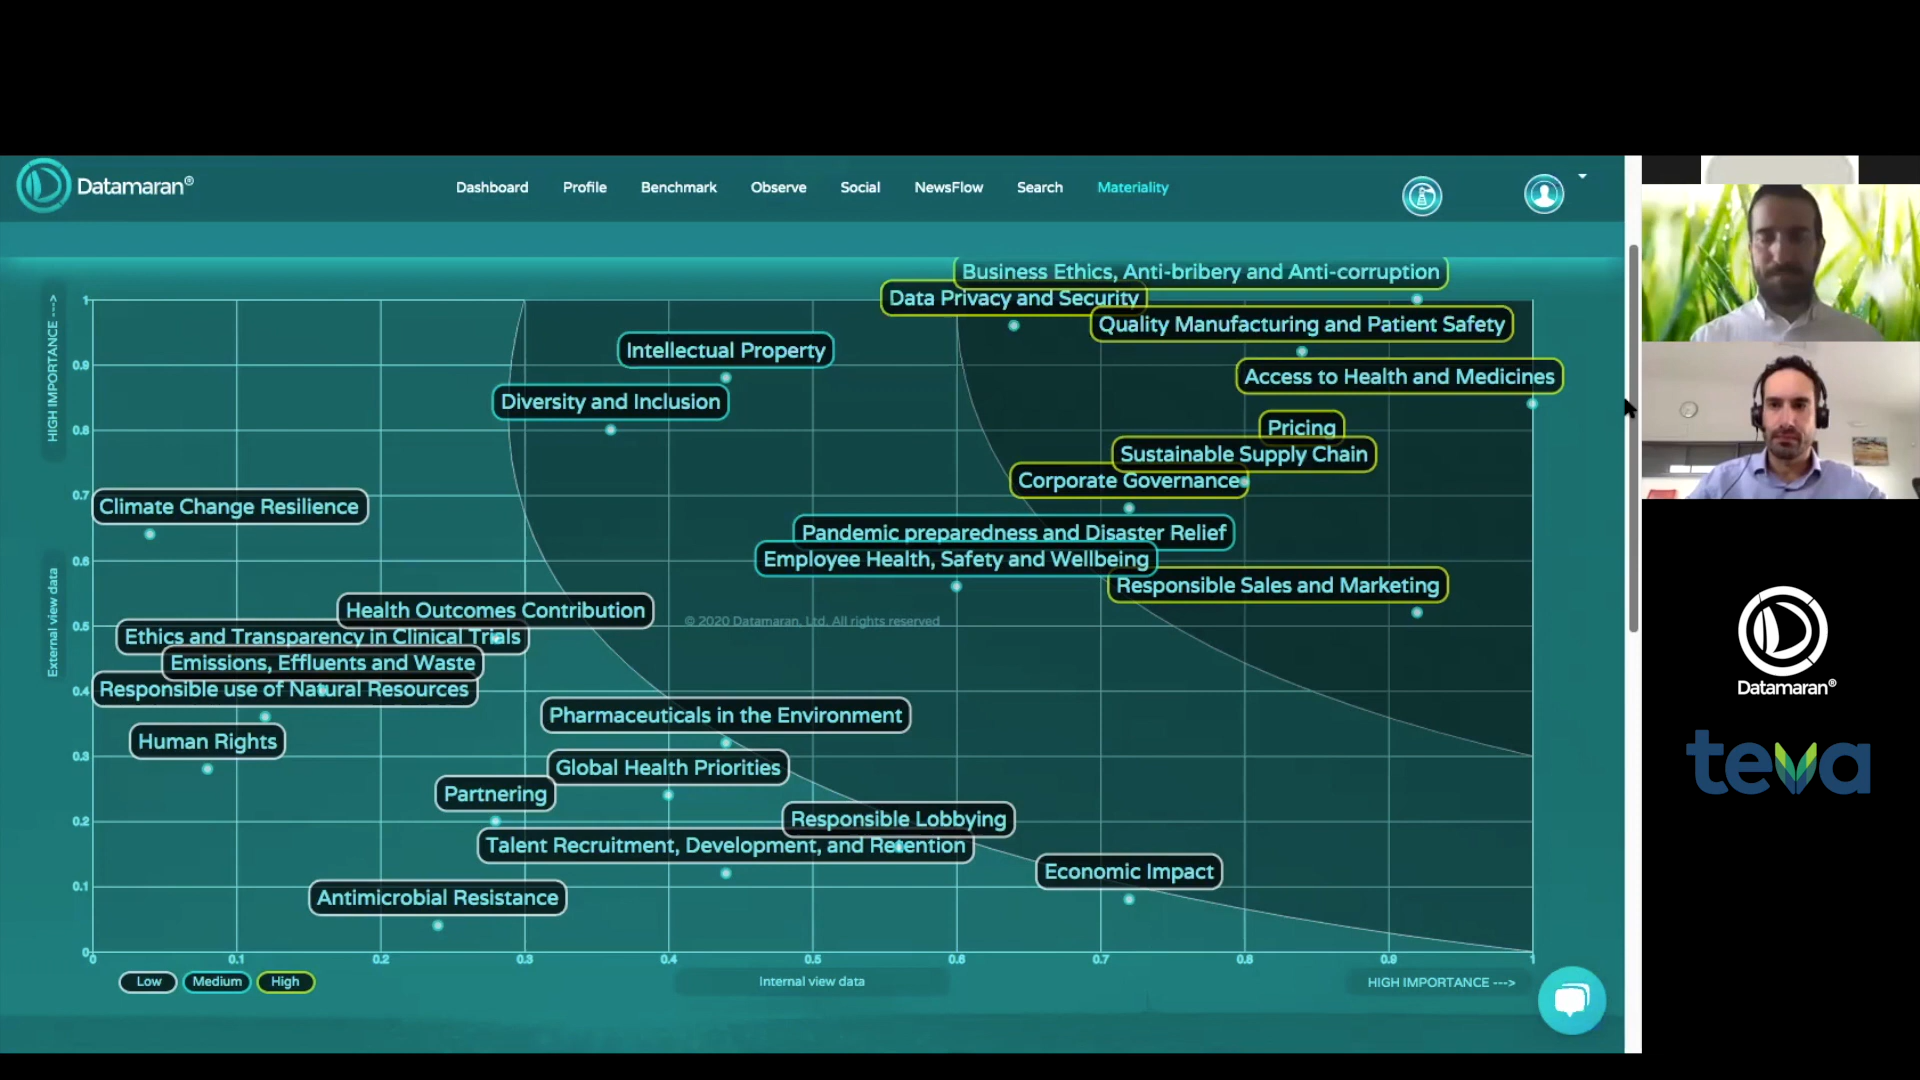 Datamaran®
Dashboard
Profile
Benchmark
Observe
Social
NewsFlow
Search
Materiality
Business Ethics, Anti-bribery and Anti-corruption
Data Privacy and Security
Quality Manufacturing and Patient Safety
Intellectual Property
Access to Health and Medicines
Diversity and Inclusion
Pricing
Sustainable Supply Chain
Corporate Governance
Climate Change Resilience
Pandemic preparedness and Disaster Relief
Employee Health, Safety and Wellbeing
Responsible Sales and Marketing
Health Outcomes Contribution
© 2020 Datamaran, Ltd. All rights reserved
Ethics and Transparency in Clinical Trials
Emissions, Effluents and Waste
Responsible use of Natural Resources
Pharmaceuticals in the Environment
Human Rights
Global Health Priorities
Partnering
Responsible Lobbying
Talent Recruitment, Development, and Retention
Economic Impact
Antimicrobial Resistance
HIGH IMPORTANCE --->
External view data
1
0.9
0.8
0.7
0.6
0.5
0.4
0.3
0.2
0.1
0
0
0.1
0.2
0.3
0.4
0.5
0.6
0.7
0.8
0.9
1
Low
Medium
High
Internal view data
HIGH IMPORTANCE --->
Datamaran®
teva